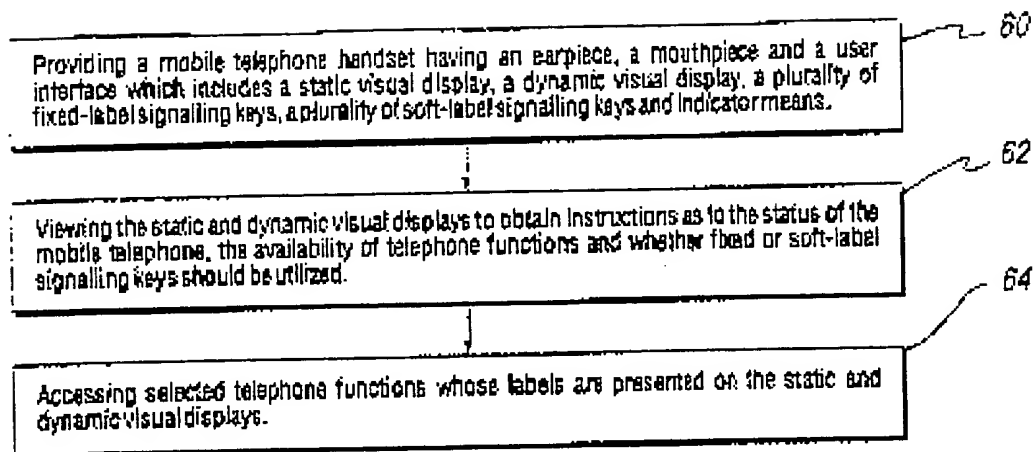 60
Providing a mobile telephone handset having an earpiece, a mouthpiece and a user
interface which includes a static visual display, a dynamic visual display, a plurality of
fixed-label signalling keys, a plurality of soft-label signalling keys and indicator means.
62
Viewing the static and dynamic visual displays to obtain instructions as to the status of the
mobile telephone, the availability of telephone functions and whether fixed or soft-label
signalling keys should be utilized.
64
Accessing selected telephone functions whose labels are presented on the static and
dynamic visual displays.